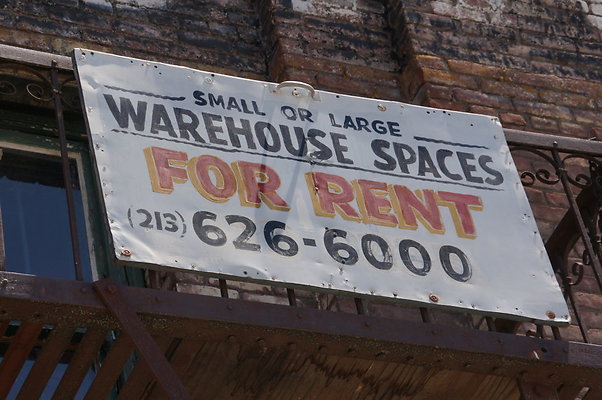 SMALL OR LARGE
WAREHOUSE SPACES
FOR RENT
(213) 626-6000